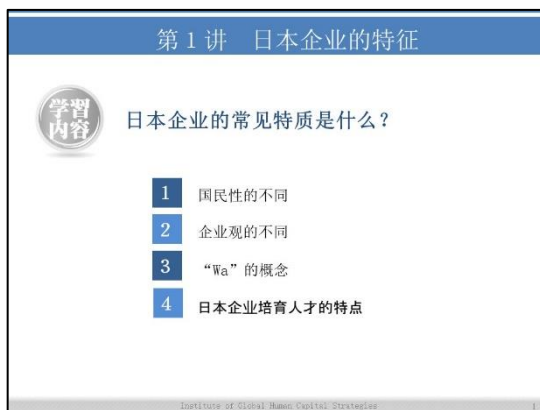 第 1 讲 日本企业的特征
学習
内容
日本企业的常见特质是什么？
1 国民性的不同
2 企业观的不同
3 “Wa”的概念
4 日本企业培育人才的特点
Institute of Global Human Capital Strategies 1